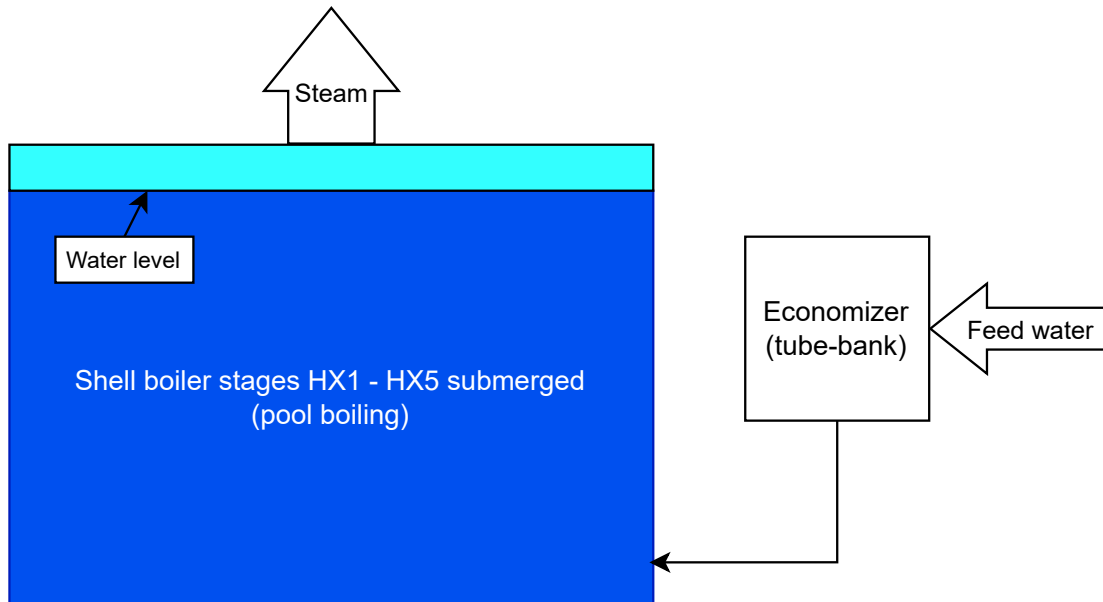 Steam
Water level
Economizer
(tube-bank)
Feed water
Shell boiler stages HX1 - HX5 submerged
(pool boiling)